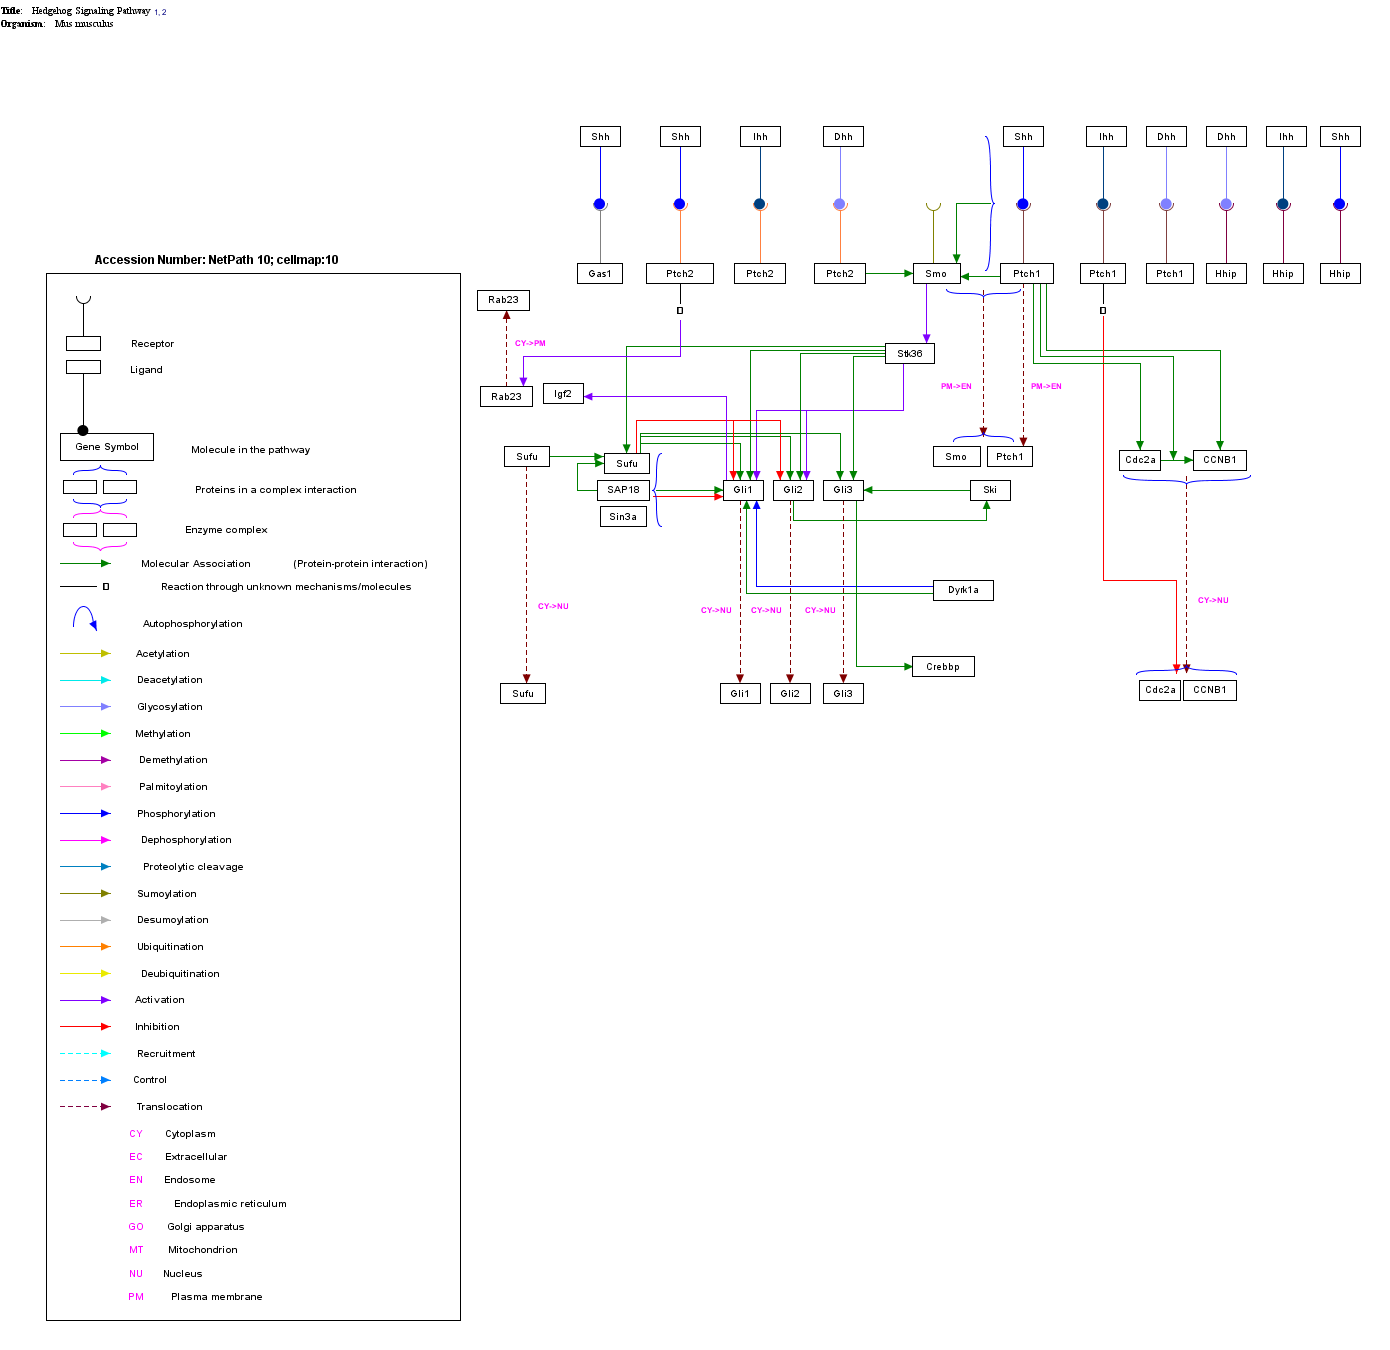 Title: Hedgehog Signaling Pathway 1, 2
Organism: Mus musculus
Shh Shh Ihh Dhh Shh Ihh Dhh Dhh Ihh Shh
Gas1 Ptch2 Ptch2 Ptch2 Smo Ptch1 Ptch1 Ptch1 Hhip Hhip Hhip
Rab23
CY->PM
Stk36
Rab23 Igf2
PM->EN PM->EN
Sufu Sufu Smo Ptch1 Cdc2a CCNB1
SAP18 Gli1 Gli2 Gli3 Ski
Sin3a
Dyrk1a
CY->NU CY->NU CY->NU CY->NU CY->NU
Crebbp
Sufu Gli1 Gli2 Gli3 Cdc2a CCNB1
Accession Number: NetPath 10; cellmap:10
Receptor
Ligand
Gene Symbol Molecule in the pathway
Proteins in a complex interaction
Enzyme complex
Molecular Association (Protein-protein interaction)
Reaction through unknown mechanisms/molecules
Autophosphorylation
Acetylation
Deacetylation
Glycosylation
Methylation
Demethylation
Palmitoylation
Phosphorylation
Dephosphorylation
Proteolytic cleavage
Sumoylation
Desumoylation
Ubiquitination
Deubiquitination
Activation
Inhibition
Recruitment
Control
Translocation
CY Cytoplasm
EC Extracellular
EN Endosome
ER Endoplasmic reticulum
GO Golgi apparatus
MT Mitochondrion
NU Nucleus
PM Plasma membrane